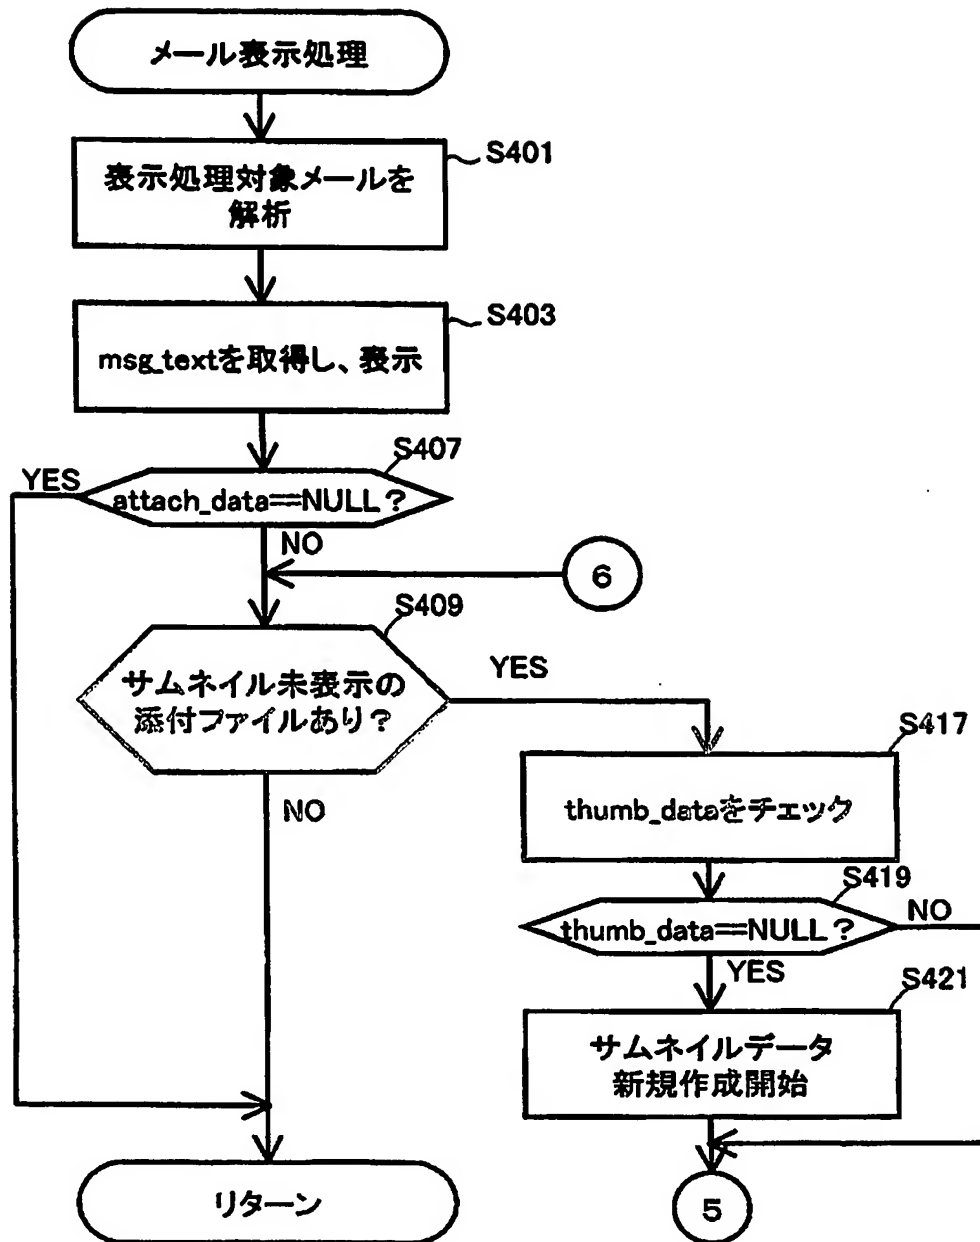 メール表示処理
S401
表示処理対象メールを
解析
S403
msg_textを取得し、表示
S407
YES
attach_data==NULL?
NO
6
S409
サムネイル未表示の
添付ファイルあり?
YES
NO
S417
thumb_dataをチェック
S419
thumb_data==NULL?
NO
YES
S421
サムネイルデータ
新規作成開始
リターン
5